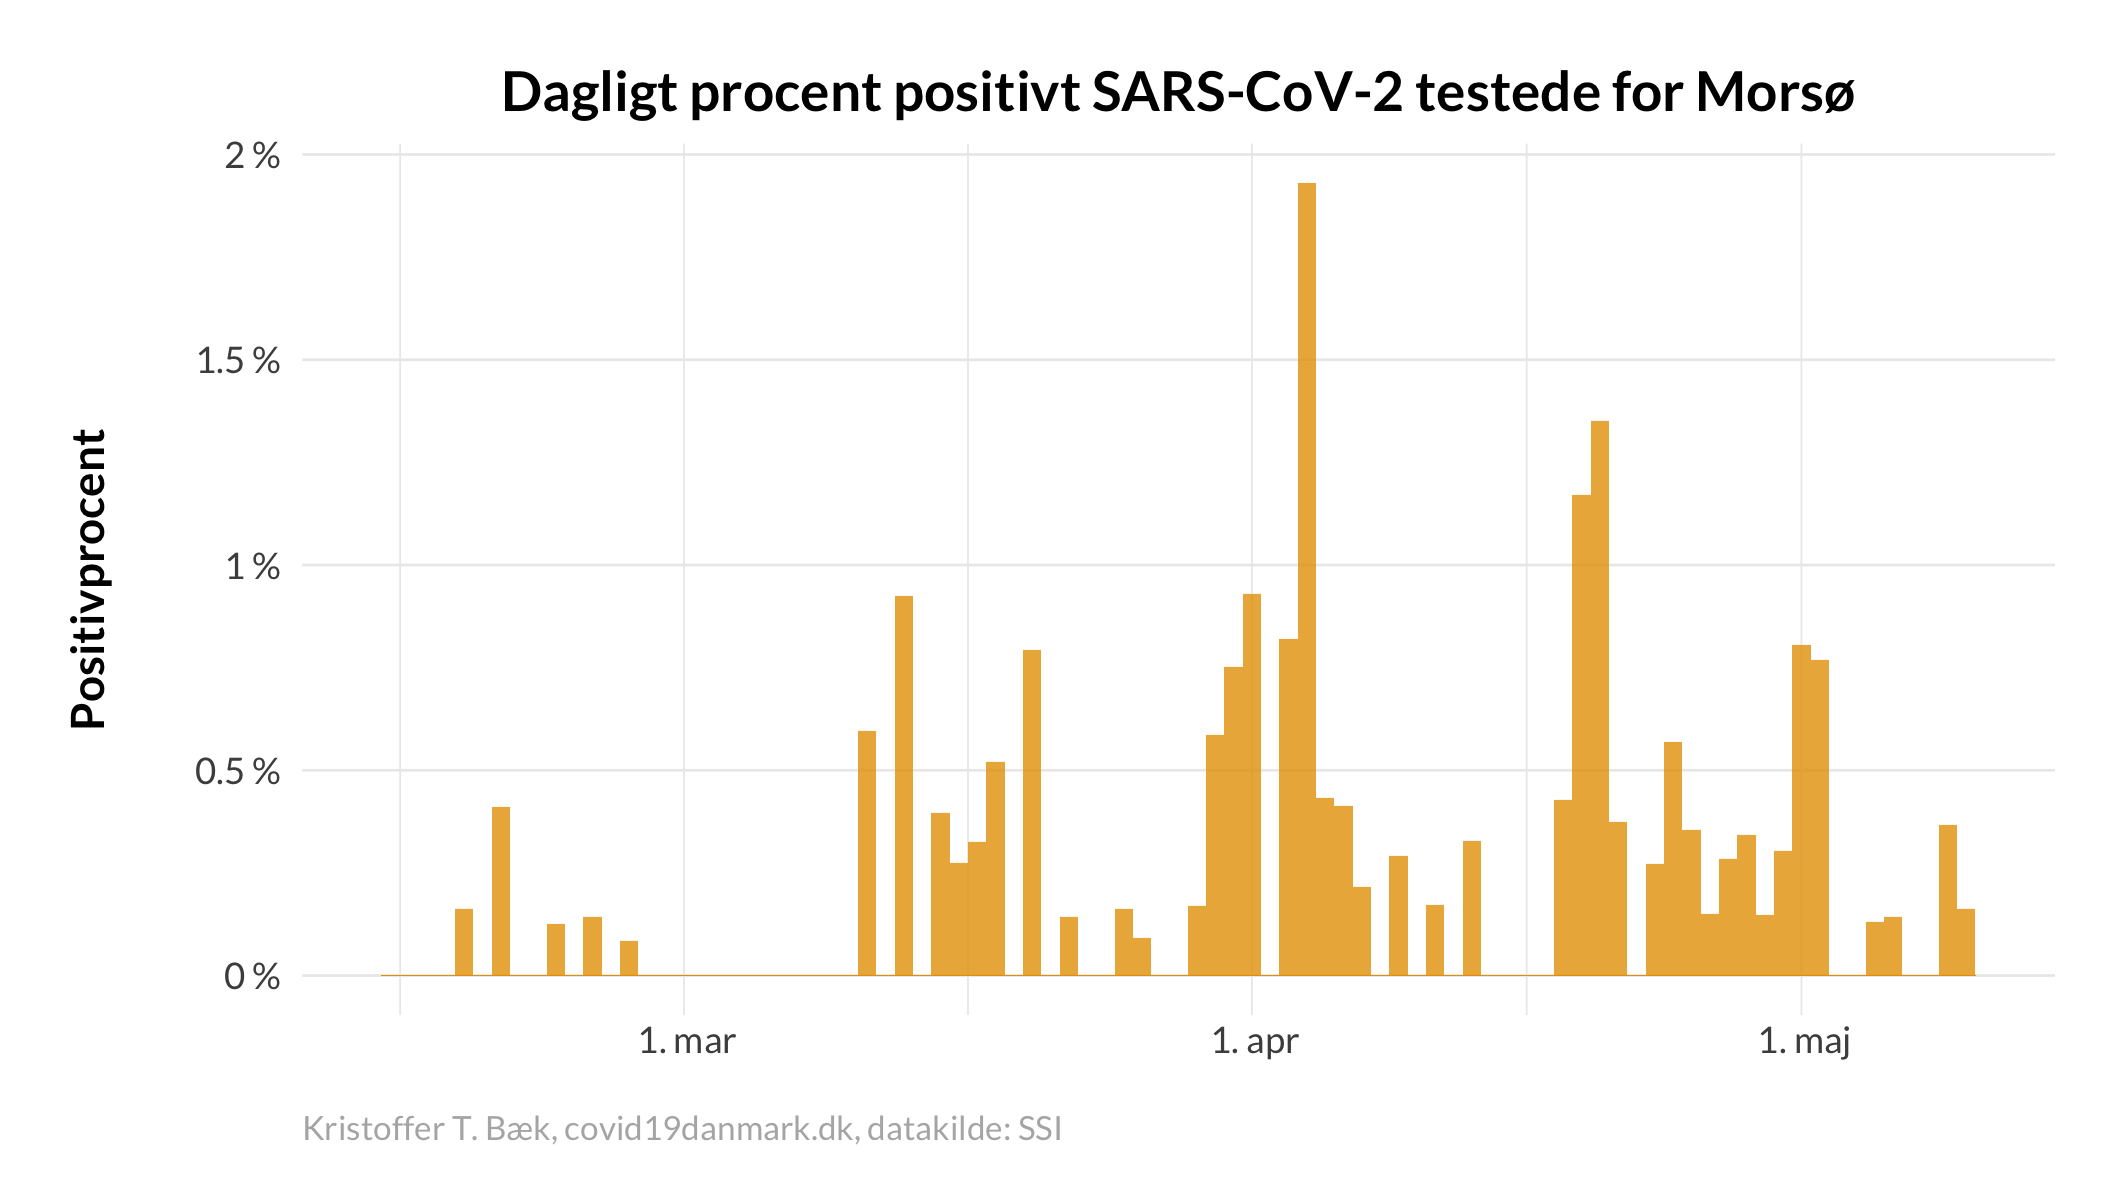 Dagligt procent positivt SARS-CoV-2 testede for Morsø
Positivprocent
2 %
1.5 %
1 %
0.5 %
0 %
1. mar
1. apr
1. maj
Kristoffer T. Bæk, covid19danmark.dk, datakilde: SSI